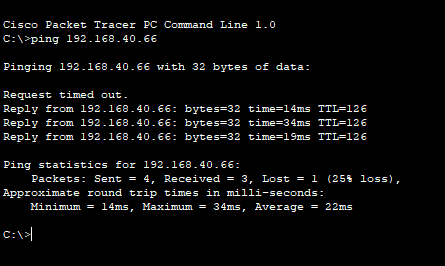 Cisco Packet Tracer PC Command Line 1.0
C:\>ping 192.168.40.66
Pinging 192.168.40.66 with 32 bytes of data:
Request timed out.
Reply from 192.168.40.66: bytes=32 time=14ms TTL=126
Reply from 192.168.40.66: bytes=32 time=34ms TTL=126
Reply from 192.168.40.66: bytes=32 time=19ms TTL=126
Ping statistics for 192.168.40.66:
Packets: Sent = 4, Received = 3, Lost = 1 (25% loss),
Approximate round trip times in milli-seconds:
Minimum = 14ms, Maximum = 34ms, Average = 22ms
C:\>